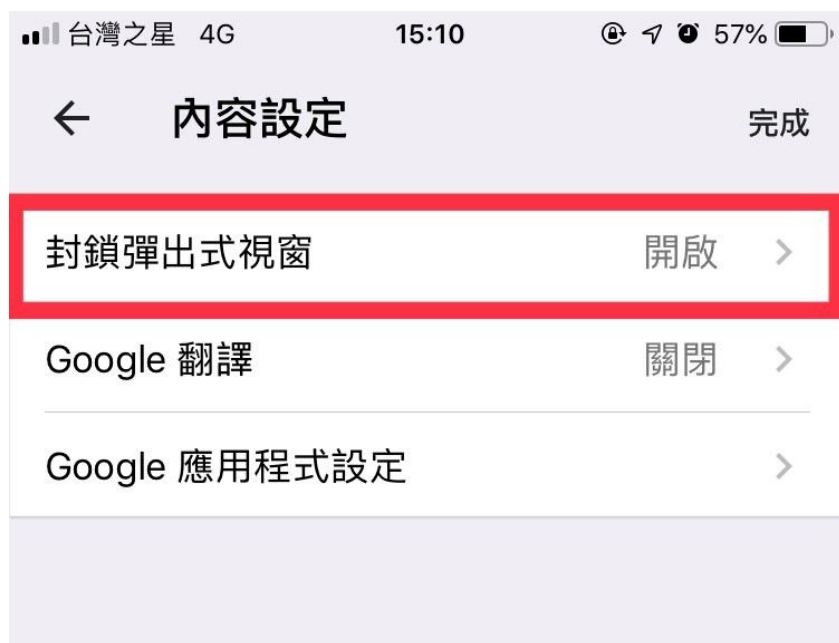 台灣之星 4G 15:10 57%
內容設定 完成
封鎖彈出式視窗 開啟
Google 翻譯 關閉
Google 應用程式設定